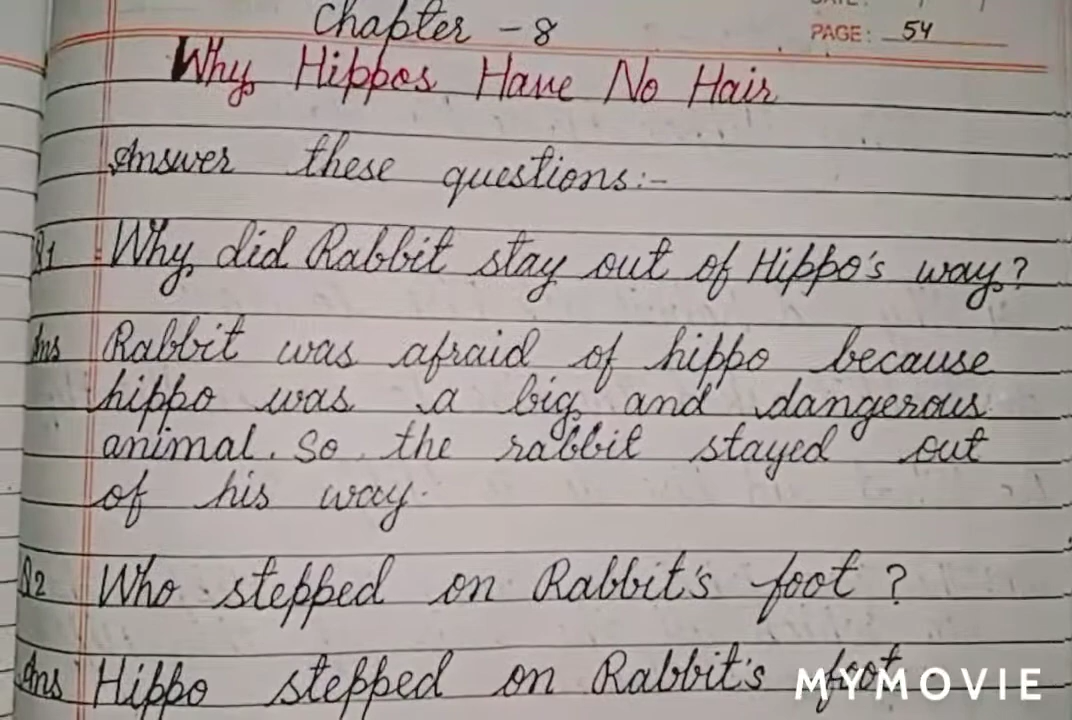 Chapter - 8
PAGE: 54
Why Hippos Have No Hair
Answer these questions:-
Q1 Why did Rabbit stay out of Hippo's way?
Ans Rabbit was afraid of hippo because
hippo was a big and dangerous
animal. So the rabbit stayed out
of his way.
Q2 Who stepped on Rabbit's foot?
Ans Hippo stepped on Rabbit's foot
MYMOVIE